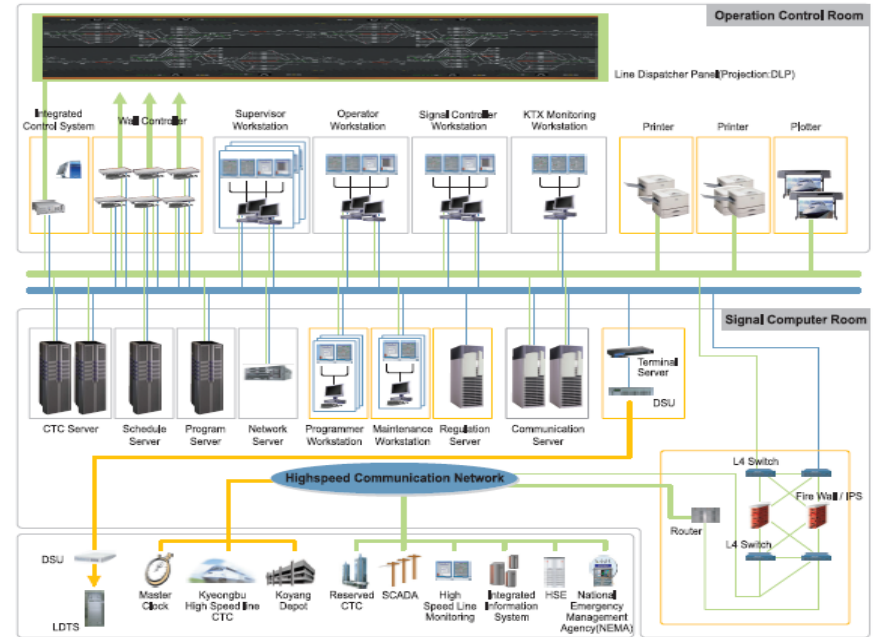 Operation Control Room
Line Dispatcher Panel(Projection:DLP)
Integrated
Control System
Wall Controller
Supervisor
Workstation
Operator
Workstation
Signal Controller
Workstation
KTX Monitoring
Workstation
Printer
Printer
Plotter
Signal Computer Room
Terminal
Server
DSU
CTC Server
Schedule
Server
Program
Server
Network
Server
Programmer
Workstation
Maintenance
Workstation
Regulation
Server
Communication
Server
L4 Switch
Highspeed Communication Network
Fire Wall / IPS
Router
L4 Switch
DSU
LDTS
Master
Clock
Kyeongbu
High Speed line
CTC
Koyang
Depot
Reserved
CTC
SCADA
High
Speed Line
Monitoring
Integrated
Information
System
HSE
National
Emergency
Management
Agency(NEMA)